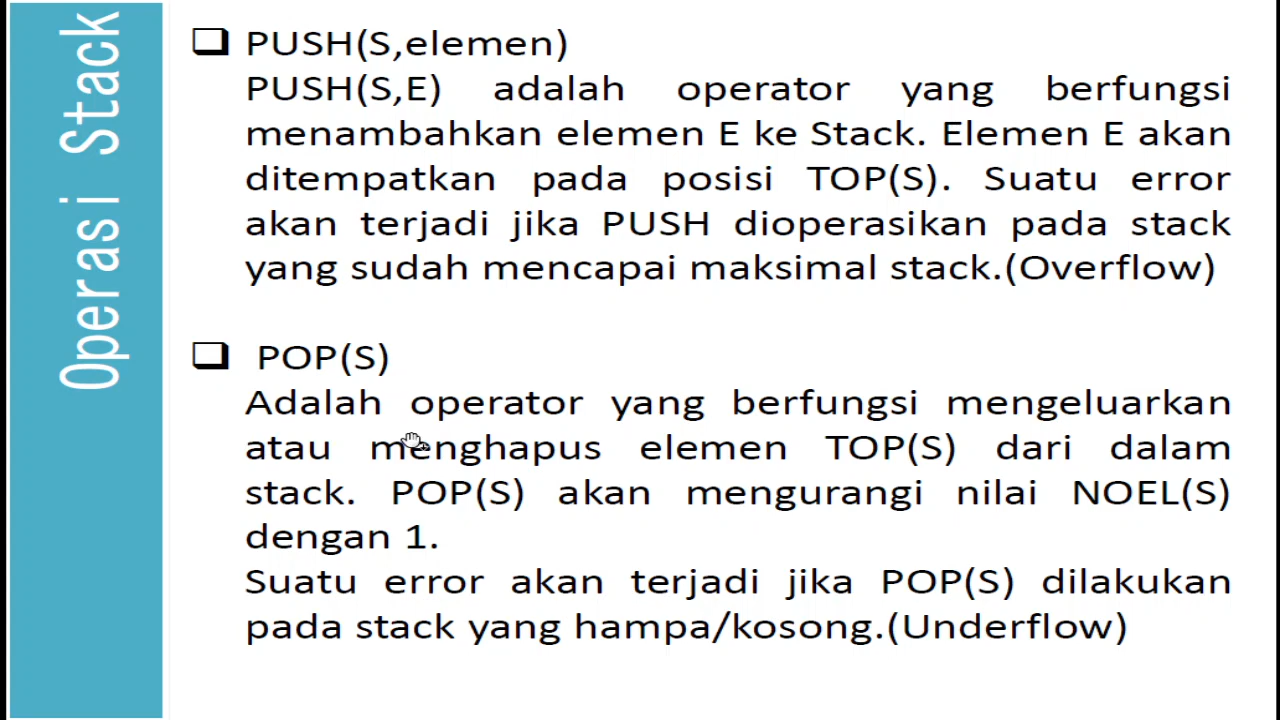 Operasi Stack
PUSH(S,elemen)
PUSH(S,E) adalah operator yang berfungsi
menambahkan elemen E ke Stack. Elemen E akan
ditempatkan pada posisi TOP(S). Suatu error
akan terjadi jika PUSH dioperasikan pada stack
yang sudah mencapai maksimal stack.(Overflow)
POP(S)
Adalah operator yang berfungsi mengeluarkan
atau menghapus elemen TOP(S) dari dalam
stack. POP(S) akan mengurangi nilai NOEL(S)
dengan 1.
Suatu error akan terjadi jika POP(S) dilakukan
pada stack yang hampa/kosong.(Underflow)